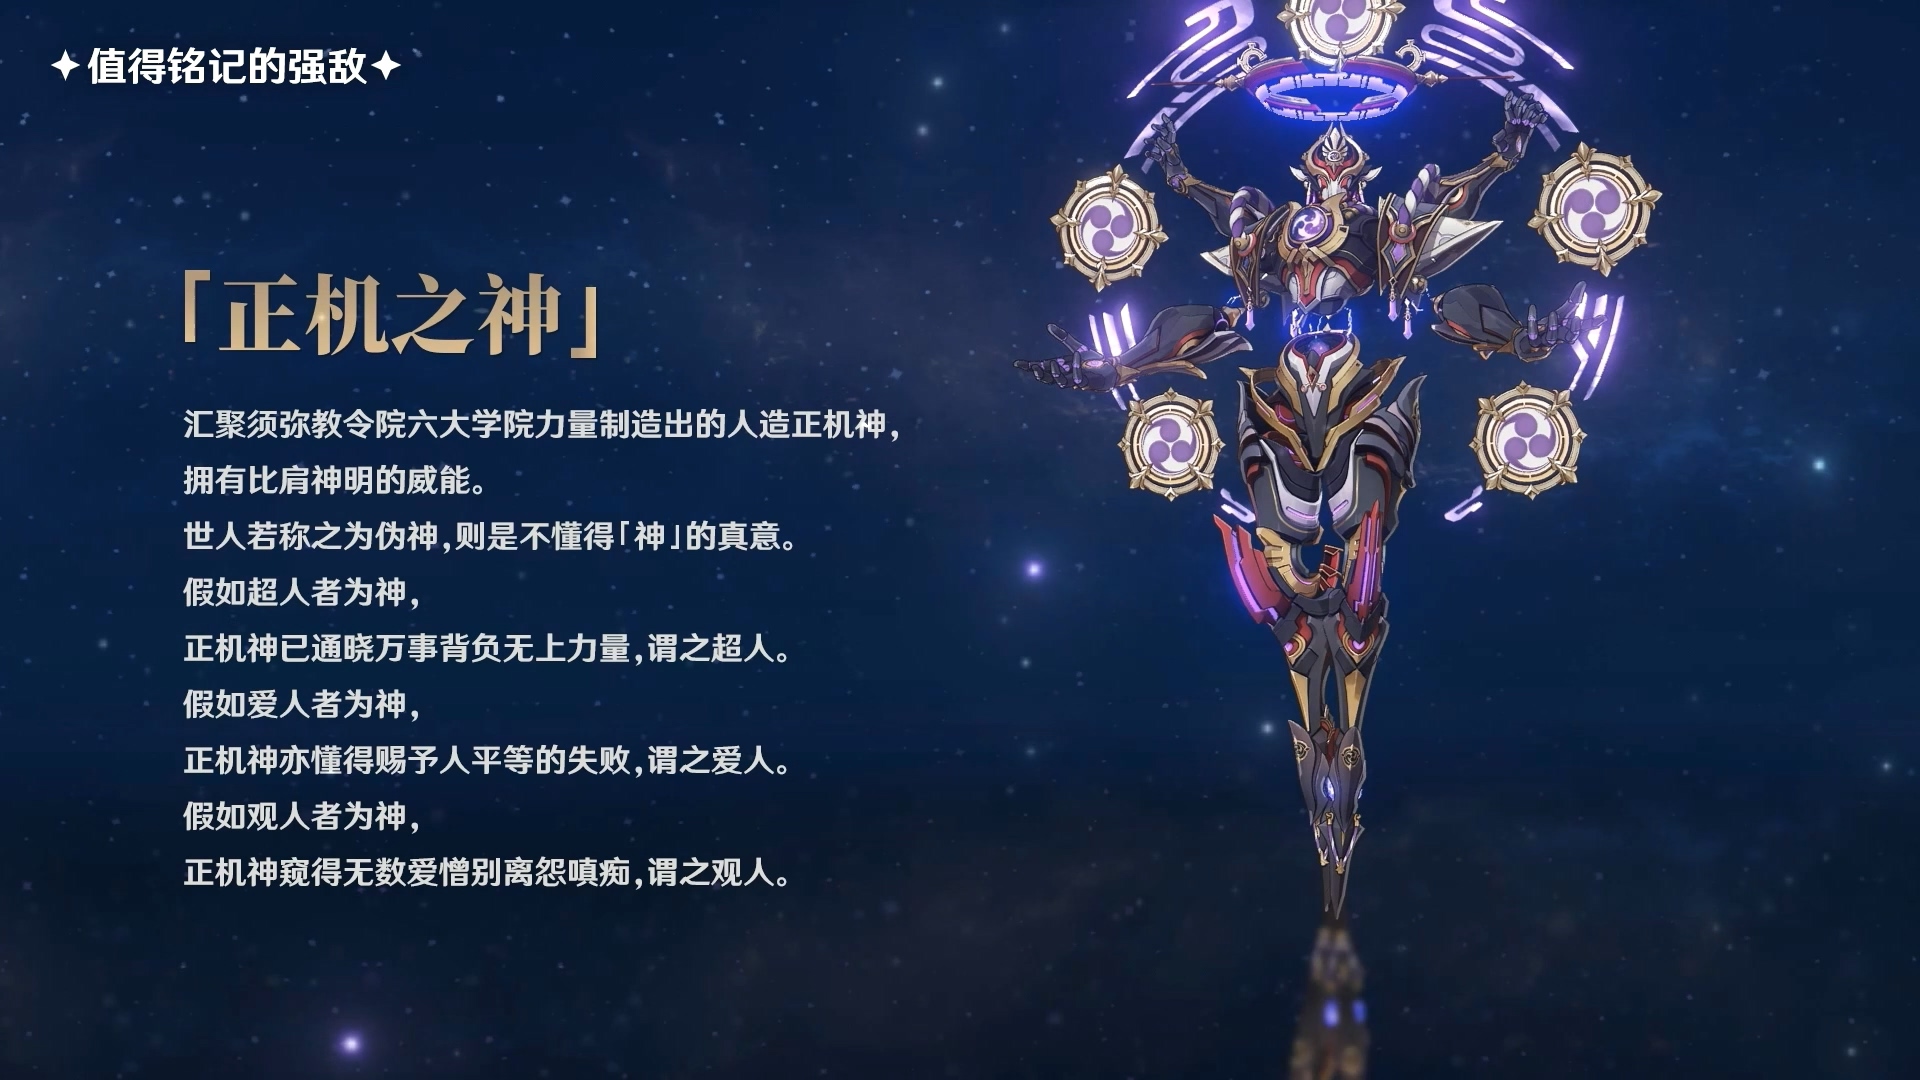 ✦值得铭记的强敌✦
「正机之神」
汇聚须弥教令院六大学院力量制造出的人造正机神，
拥有比肩神明的威能。
世人若称之为伪神，则是不懂得「神」的真意。
假如超人者为神，
正机神已通晓万事背负无上力量，谓之超人。
假如爱人者为神，
正机神亦懂得赐予人平等的失败，谓之爱人。
假如观人者为神，
正机神窥得无数爱憎别离怨嗔痴，谓之观人。